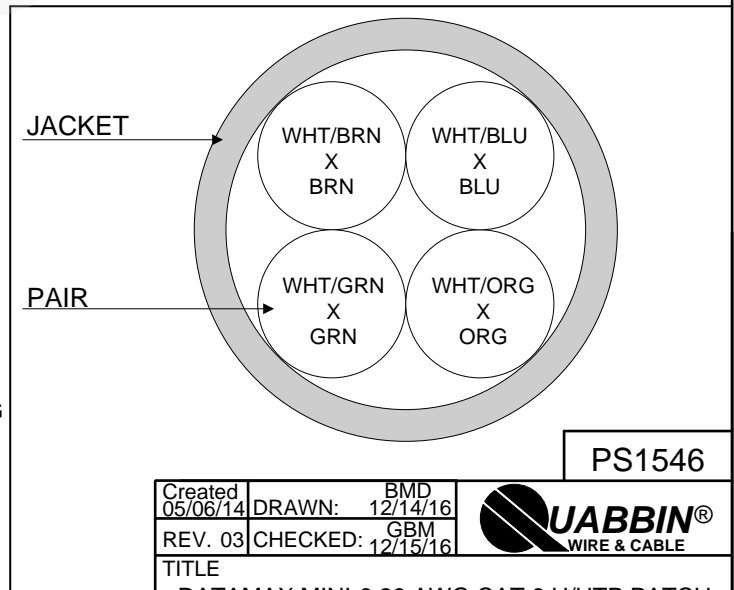 JACKET
WHT/BRN
X
BRN
WHT/BLU
X
BLU
PAIR
WHT/GRN
X
GRN
WHT/ORG
X
ORG
PS1546
Created
05/06/14
DRAWN:
BMD
12/14/16
REV. 03
CHECKED:
GBM
12/15/16
QUABBIN®
WIRE & CABLE
TITLE